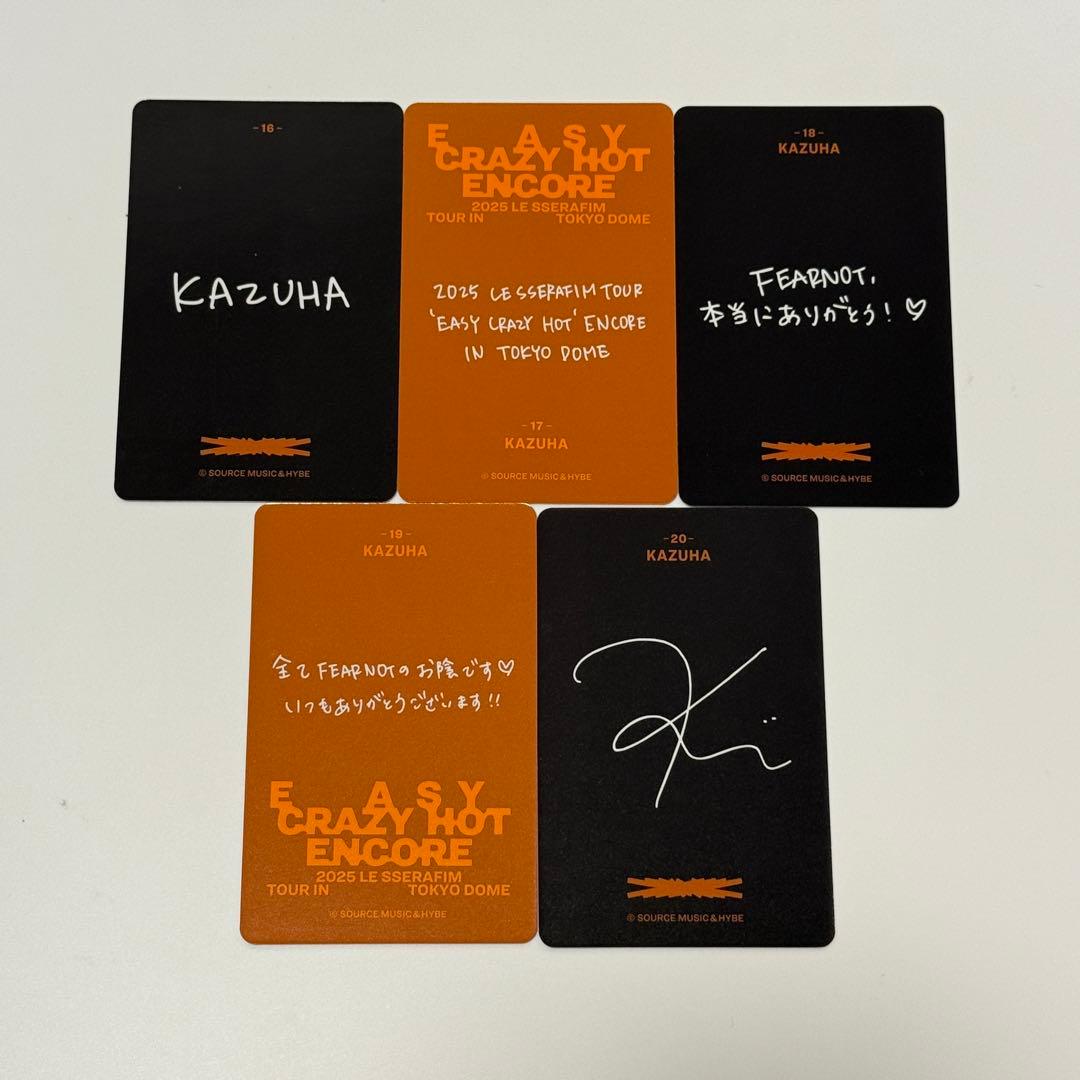 -16-
KAZUHA
© SOURCE MUSIC & HYBE
EASY
CRAZY HOT
ENCORE
2025 LE SSERAFIM
TOUR IN TOKYO DOME
2025 LE SSERAFIM TOUR
'EASY CRAZY HOT' ENCORE
IN TOKYO DOME
-17-
KAZUHA
© SOURCE MUSIC & HYBE
-18-
KAZUHA
FEARNOT,
本当にありがとう!♡
© SOURCE MUSIC & HYBE
-19-
KAZUHA
全てFEARNOTのお陰です♡
いつもありがとうございます!!
EASY
CRAZY HOT
ENCORE
2025 LE SSERAFIM
TOUR IN TOKYO DOME
© SOURCE MUSIC & HYBE
-20-
KAZUHA
© SOURCE MUSIC & HYBE